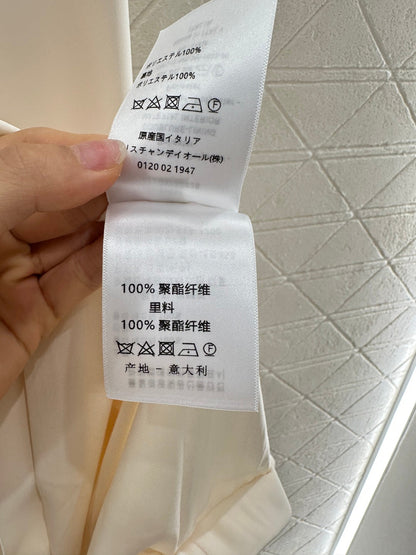 ポリエステル100%
裏地
ポリエステル100%
原産国イタリア
リスチャンディオール(株)
0120 02 1947
100% 聚酯纤维
里料
100% 聚酯纤维
产地 - 意大利